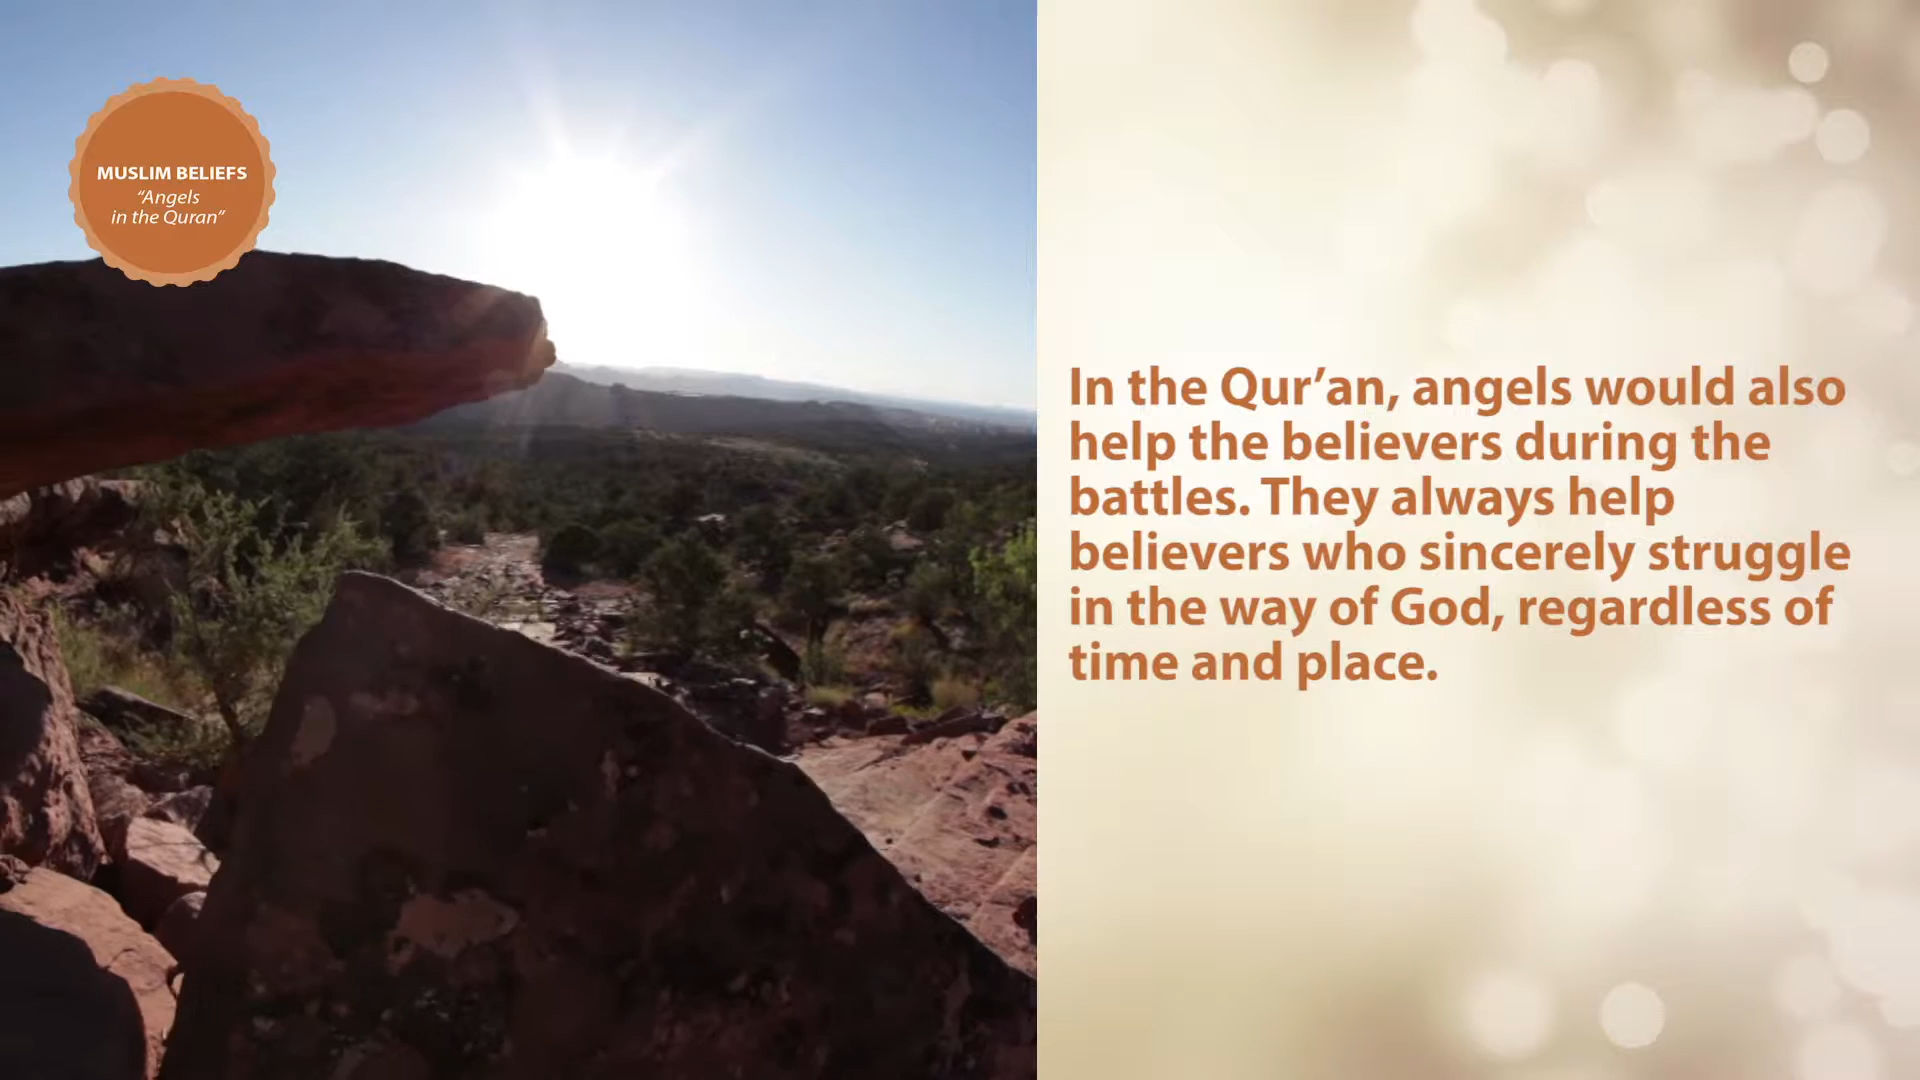 MUSLIM BELIEFS
“Angels
in the Quran”
In the Qur’an, angels would also
help the believers during the
battles. They always help
believers who sincerely struggle
in the way of God, regardless of
time and place.